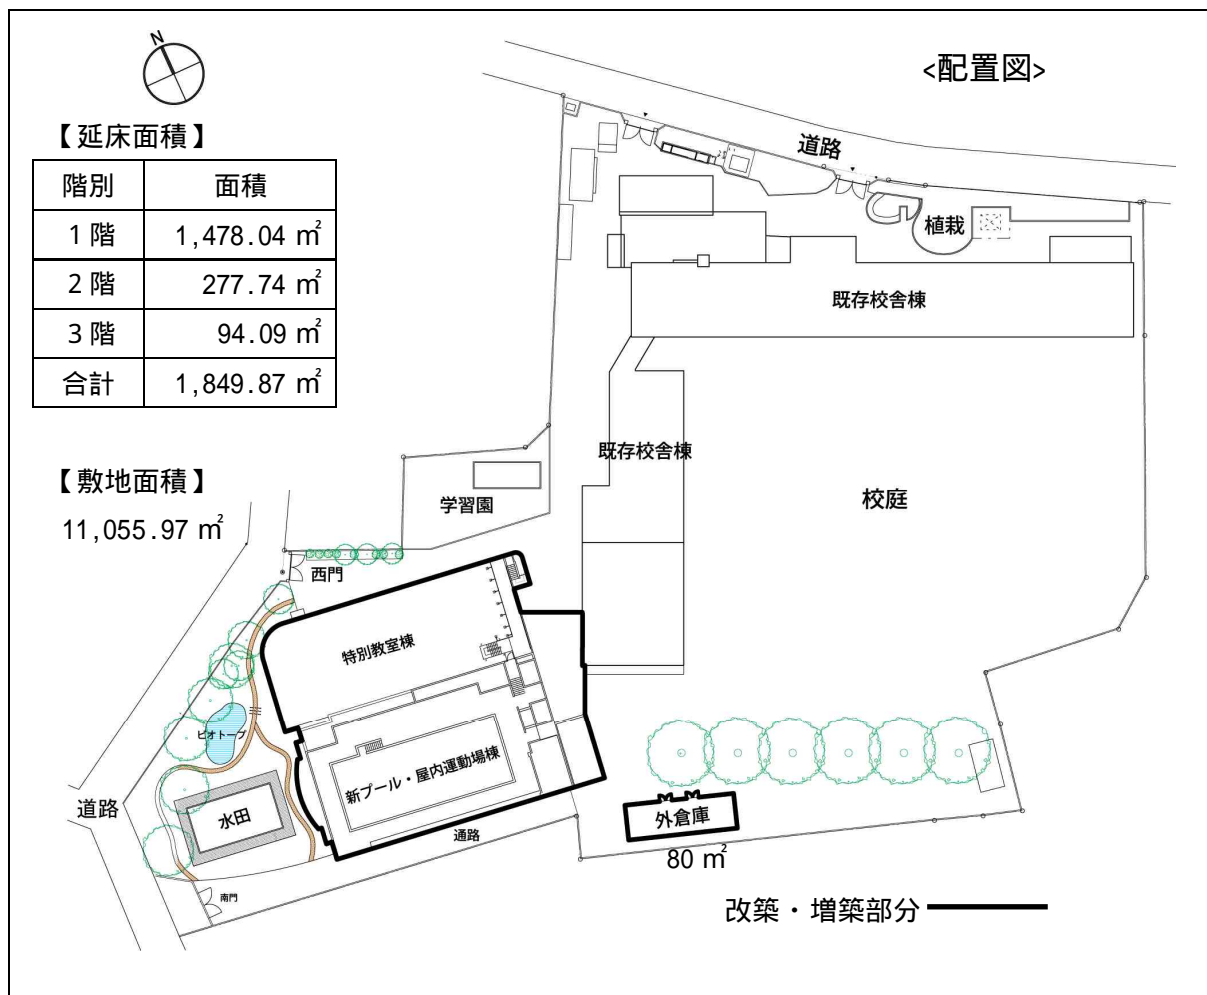 N
<配置図>
【延床面積】
階別 面積
1階 1,478.04 ㎡
2階 277.74 ㎡
3階 94.09 ㎡
合計 1,849.87 ㎡
【敷地面積】
11,055.97 ㎡
道路
植栽
既存校舎棟
既存校舎棟
校庭
学習園
西門
特別教室棟
ビオトープ
新プール・屋内運動場棟
道路
水田
通路
外倉庫
80 ㎡
南門
改築・増築部分